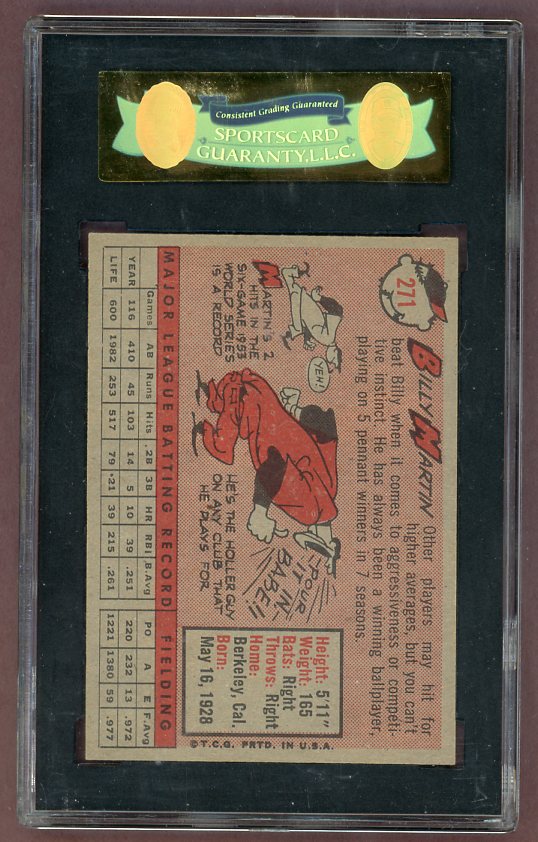 Consistent Grading Guaranteed
SPORTSCARD
GUARANTY, L.L.C.
271
BILLY MARTIN
Other players may hit for
higher averages, but you can't
beat Billy when it comes to aggressiveness or competi-
tive instinct. He has always been a winning ballplayer,
playing on 5 pennant winners in 7 seasons.
MARTIN'S 12
HITS IN THE
SIX-GAME 1953
WORLD SERIES
IS A RECORD
YEH!
POUR
IT IN
BABE!!
HE'S THE HOLLER GUY
ON ANY CLUB THAT
HE PLAYS FOR.
Height: 5'11"
Weight: 165
Bats: Right
Throws: Right
Home:
Berkeley, Cal.
Born:
May 16, 1928
© T.C.G. PRTD. IN U.S.A.
MAJOR LEAGUE BATTING RECORD FIELDING
Games AB Runs Hits 2B 3B HR RBI B.Avg PO A E F.Avg
YEAR 116 410 45 103 14 5 10 39 .251 220 232 13 .972
LIFE 600 1982 253 517 79 21 39 215 .261 1221 1380 59 .977